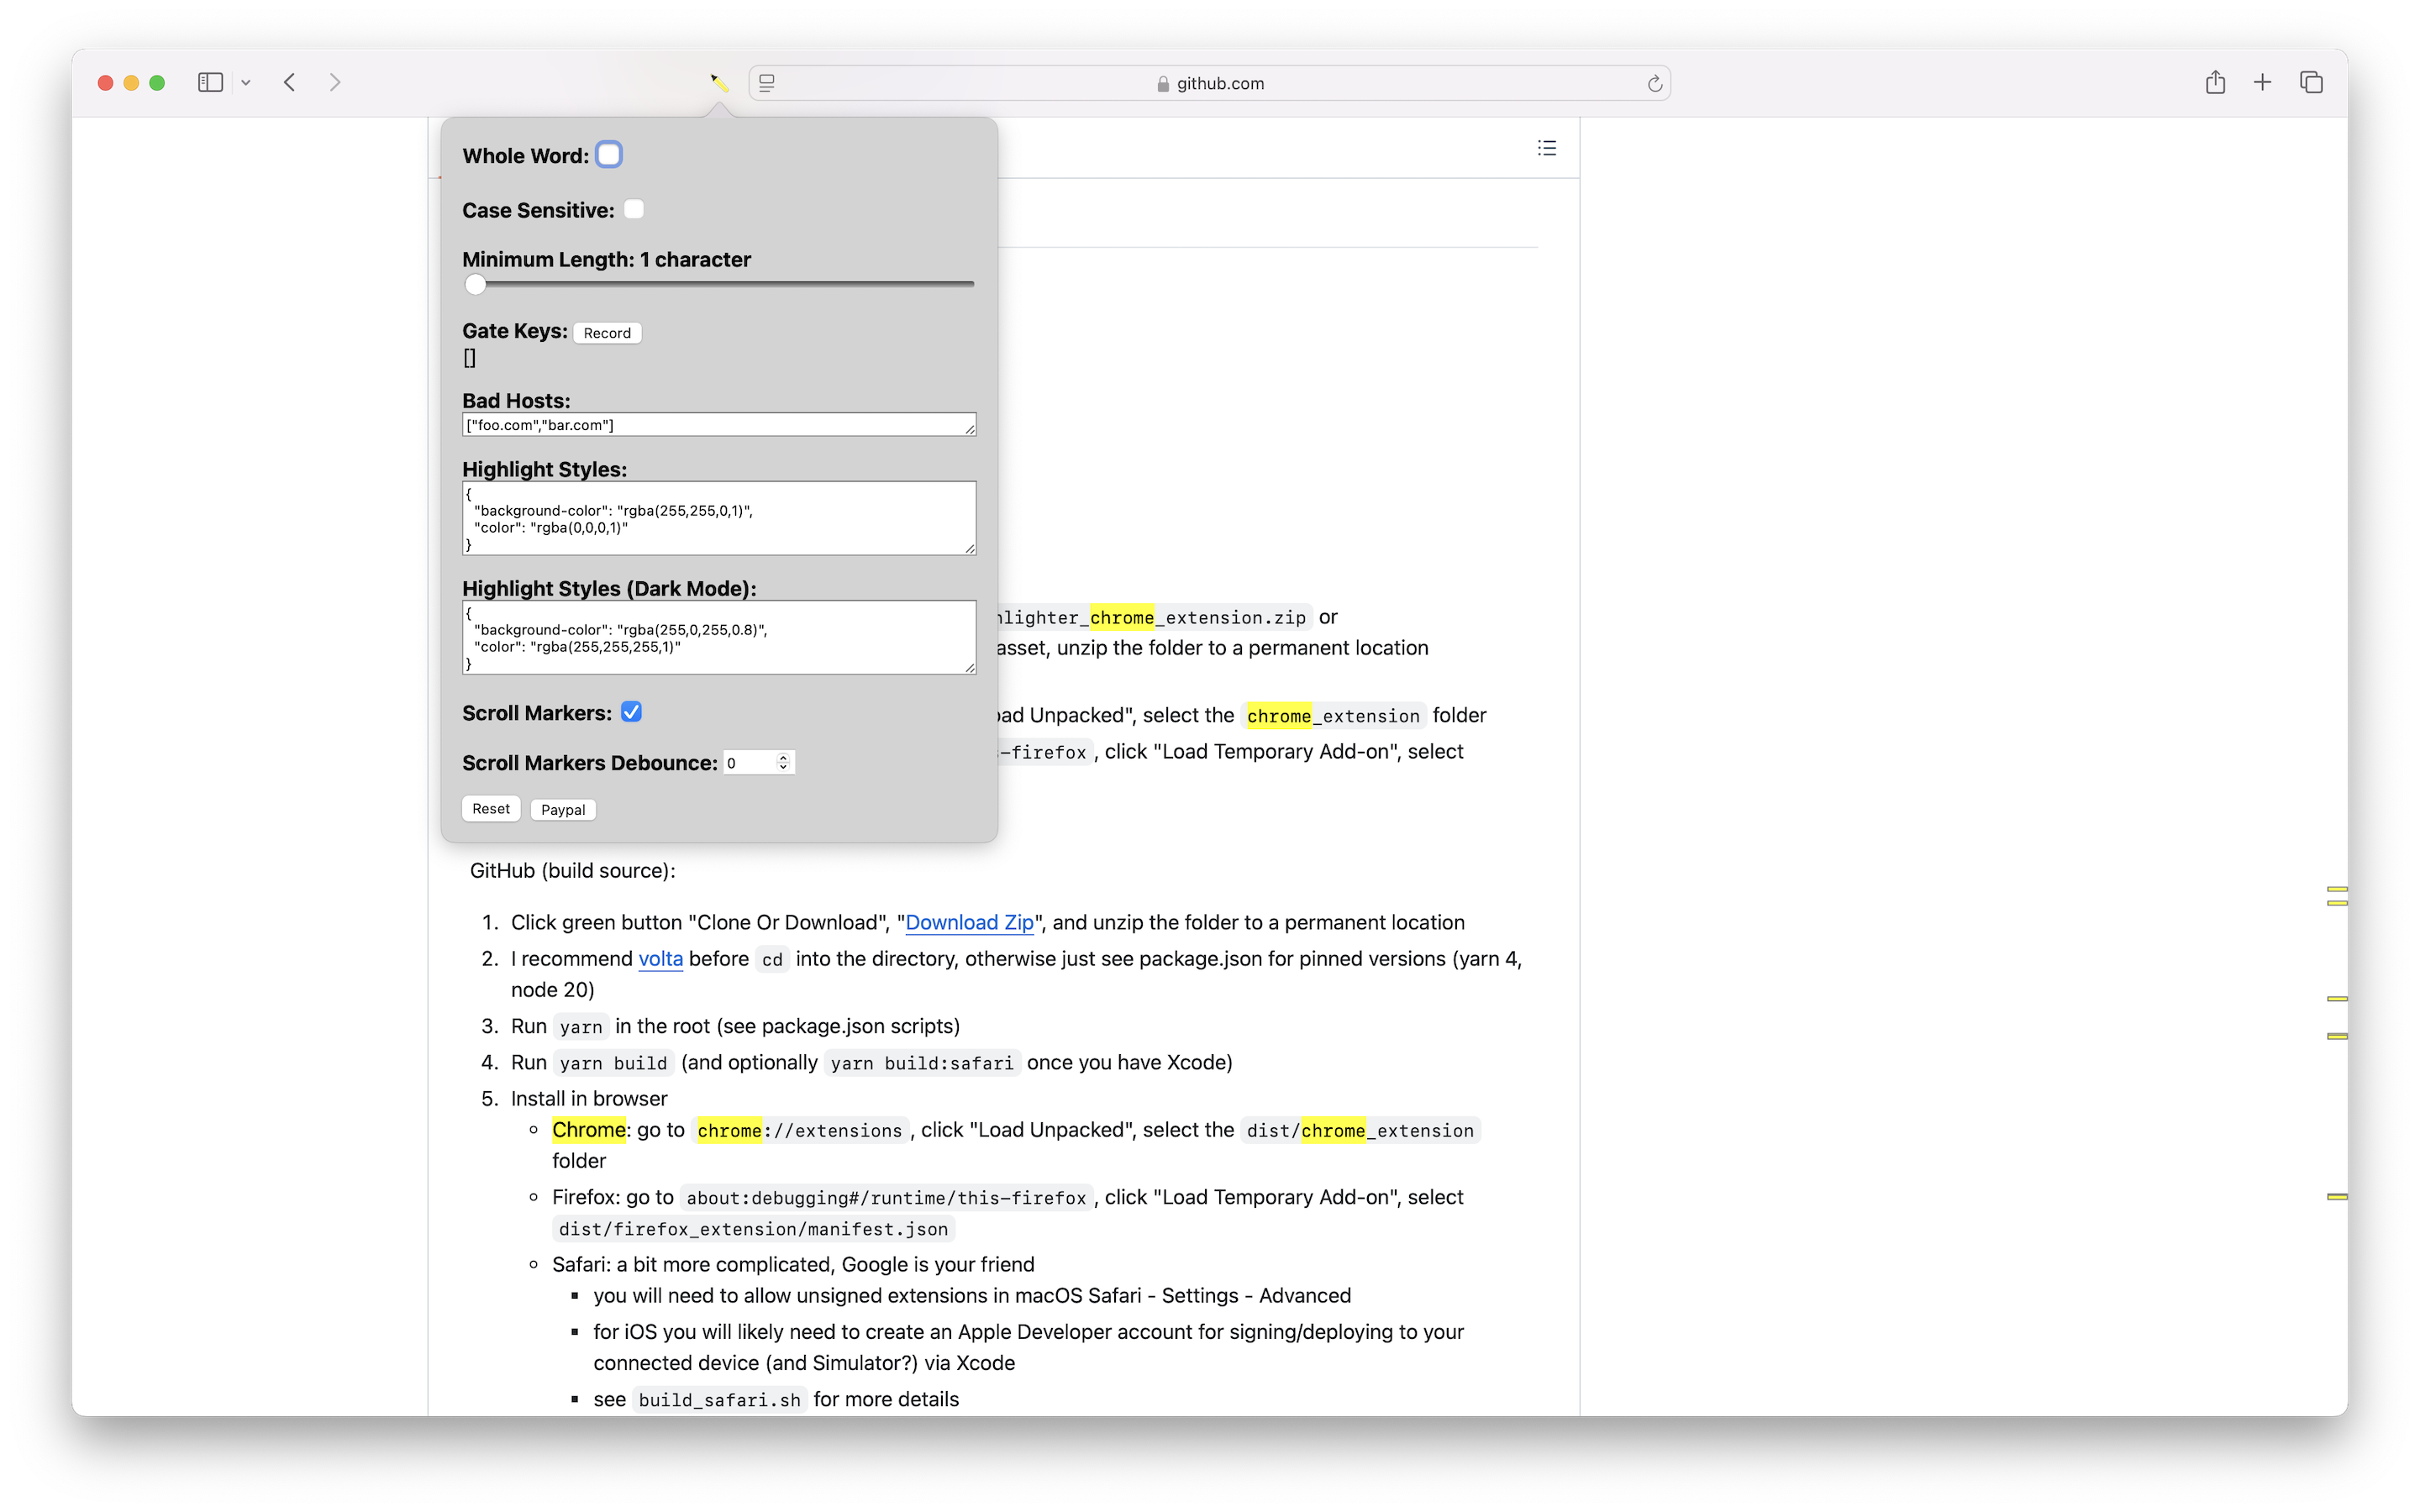 github.com
Whole Word:
Case Sensitive:
Minimum Length: 1 character
Gate Keys: Record
[]
Bad Hosts:
["foo.com","bar.com"]
Highlight Styles:
{
"background-color": "rgba(255,255,0,1)",
"color": "rgba(0,0,0,1)"
}
Highlight Styles (Dark Mode):
{
"background-color": "rgba(255,0,255,0.8)",
"color": "rgba(255,255,255,1)"
}
Scroll Markers:
Scroll Markers Debounce: 0
Reset Paypal
hlighter_chrome_extension.zip or
asset, unzip the folder to a permanent location
ad Unpacked", select the chrome_extension folder
-firefox, click "Load Temporary Add-on", select
GitHub (build source):
1. Click green button "Clone Or Download", "Download Zip", and unzip the folder to a permanent location
2. I recommend volta before cd into the directory, otherwise just see package.json for pinned versions (yarn 4,
node 20)
3. Run yarn in the root (see package.json scripts)
4. Run yarn build (and optionally yarn build:safari once you have Xcode)
5. Install in browser
Chrome: go to chrome://extensions, click "Load Unpacked", select the dist/chrome_extension
folder
Firefox: go to about:debugging#/runtime/this-firefox, click "Load Temporary Add-on", select
dist/firefox_extension/manifest.json
Safari: a bit more complicated, Google is your friend
you will need to allow unsigned extensions in macOS Safari - Settings - Advanced
for iOS you will likely need to create an Apple Developer account for signing/deploying to your
connected device (and Simulator?) via Xcode
see build_safari.sh for more details